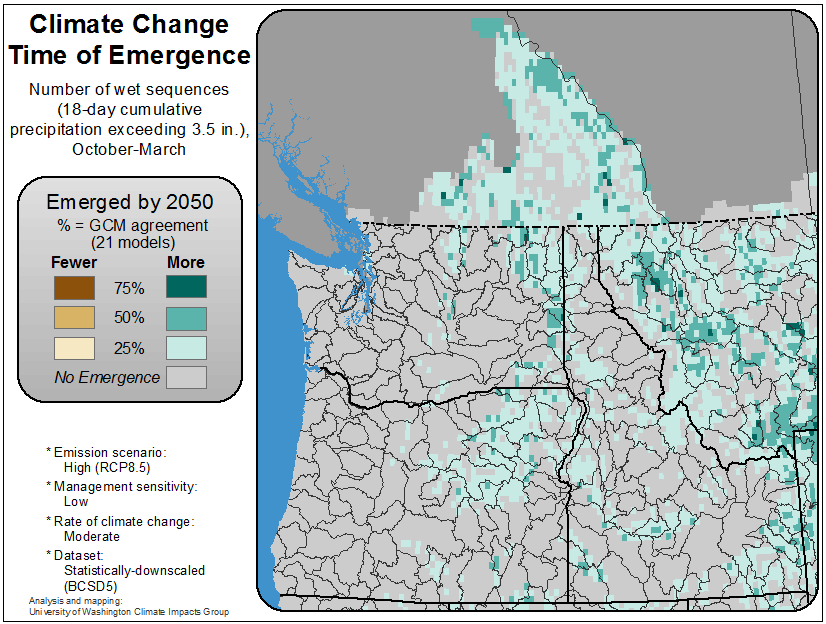 Climate Change
Time of Emergence
Number of wet sequences
(18-day cumulative
precipitation exceeding 3.5 in.),
October-March
Emerged by 2050
% = GCM agreement
(21 models)
Fewer More
75%
50%
25%
No Emergence
* Emission scenario:
High (RCP8.5)
* Management sensitivity:
Low
* Rate of climate change:
Moderate
* Dataset:
Statistically-downscaled
(BCSD5)
Analysis and mapping:
University of Washington Climate Impacts Group